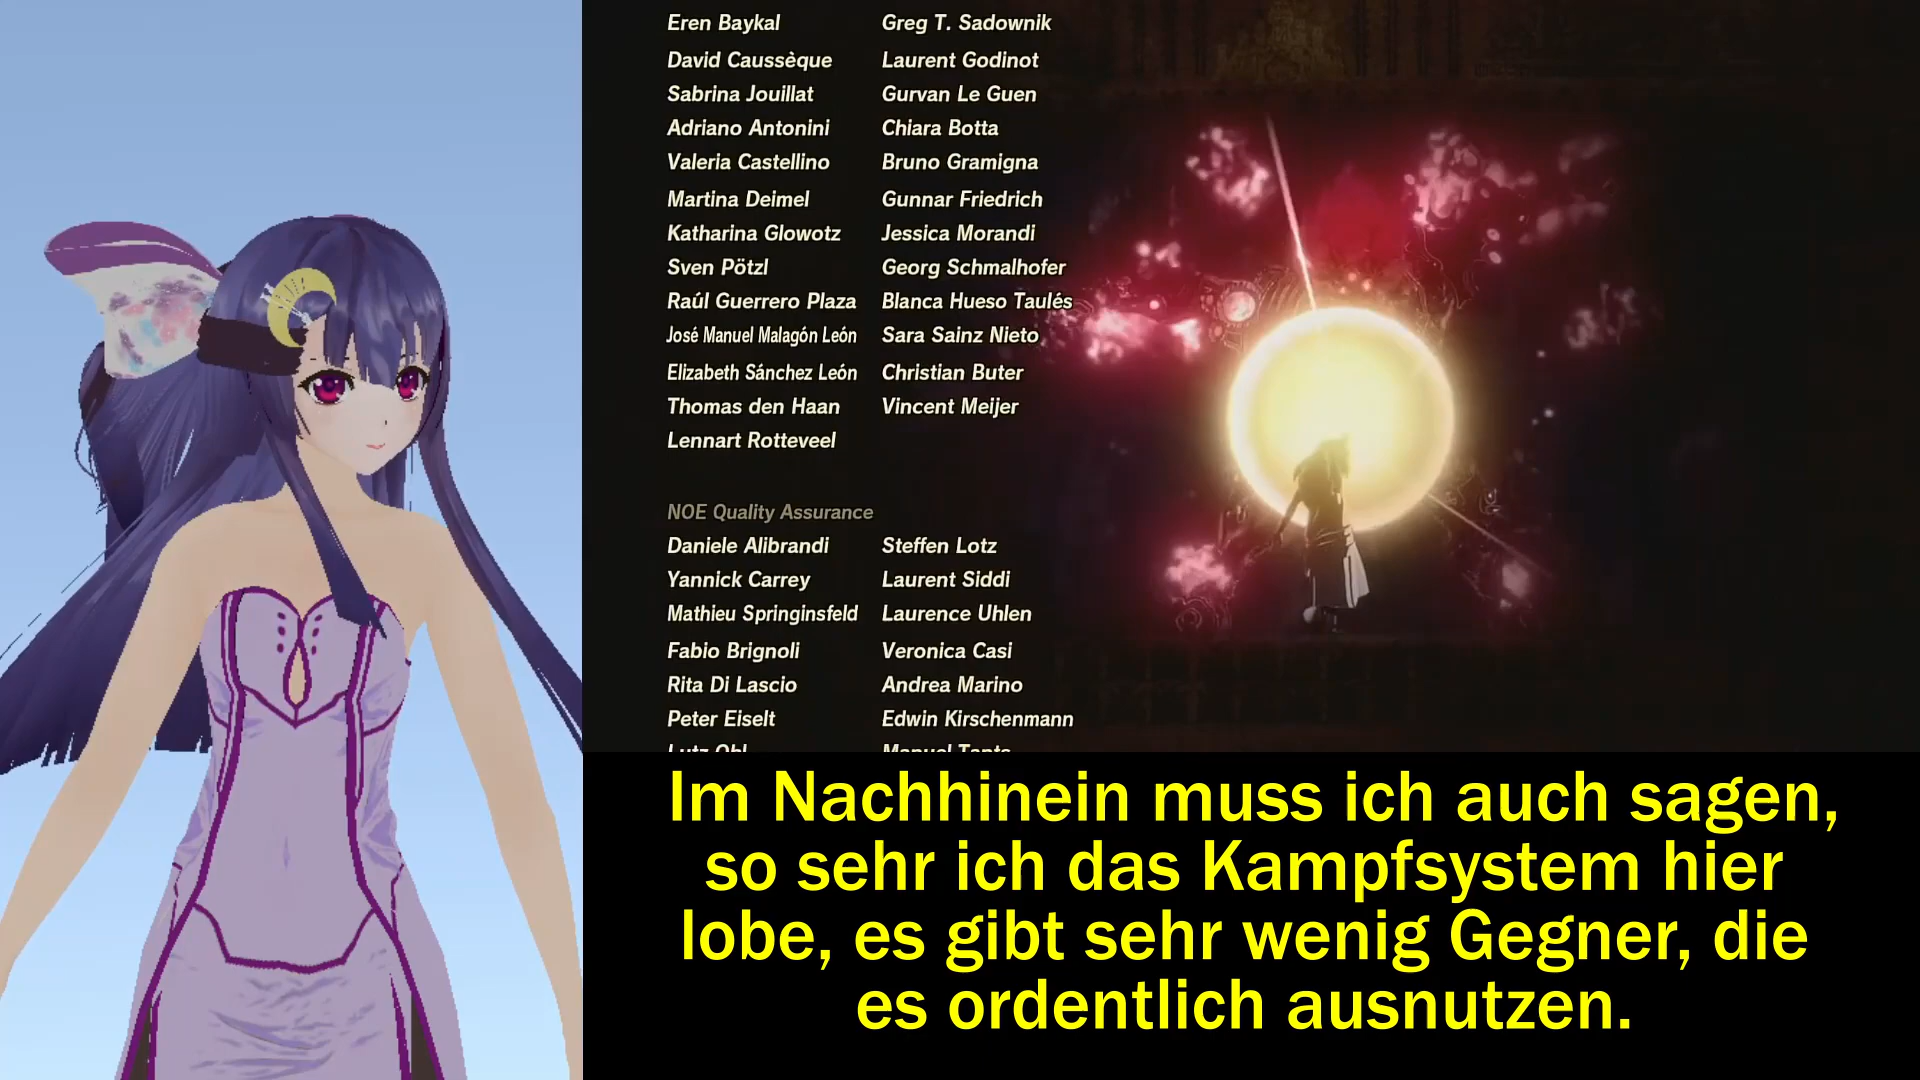 Eren Baykal Greg T. Sadownik
David Caussèque Laurent Godinot
Sabrina Jouillat Gurvan Le Guen
Adriano Antonini Chiara Botta
Valeria Castellino Bruno Gramigna
Martina Deimel Gunnar Friedrich
Katharina Glowotz Jessica Morandi
Sven Pötzl Georg Schmalhofer
Raúl Guerrero Plaza Blanca Hueso Taulés
José Manuel Malagón León Sara Sainz Nieto
Elizabeth Sánchez León Christian Buter
Thomas den Haan Vincent Meijer
Lennart Rotteveel
NOE Quality Assurance
Daniele Alibrandi Steffen Lotz
Yannick Carrey Laurent Siddi
Mathieu Springinsfeld Laurence Uhlen
Fabio Brignoli Veronica Casi
Rita Di Lascio Andrea Marino
Peter Eiselt Edwin Kirschenmann
Im Nachhinein muss ich auch sagen,
so sehr ich das Kampfsystem hier
lobe, es gibt sehr wenig Gegner, die
es ordentlich ausnutzen.